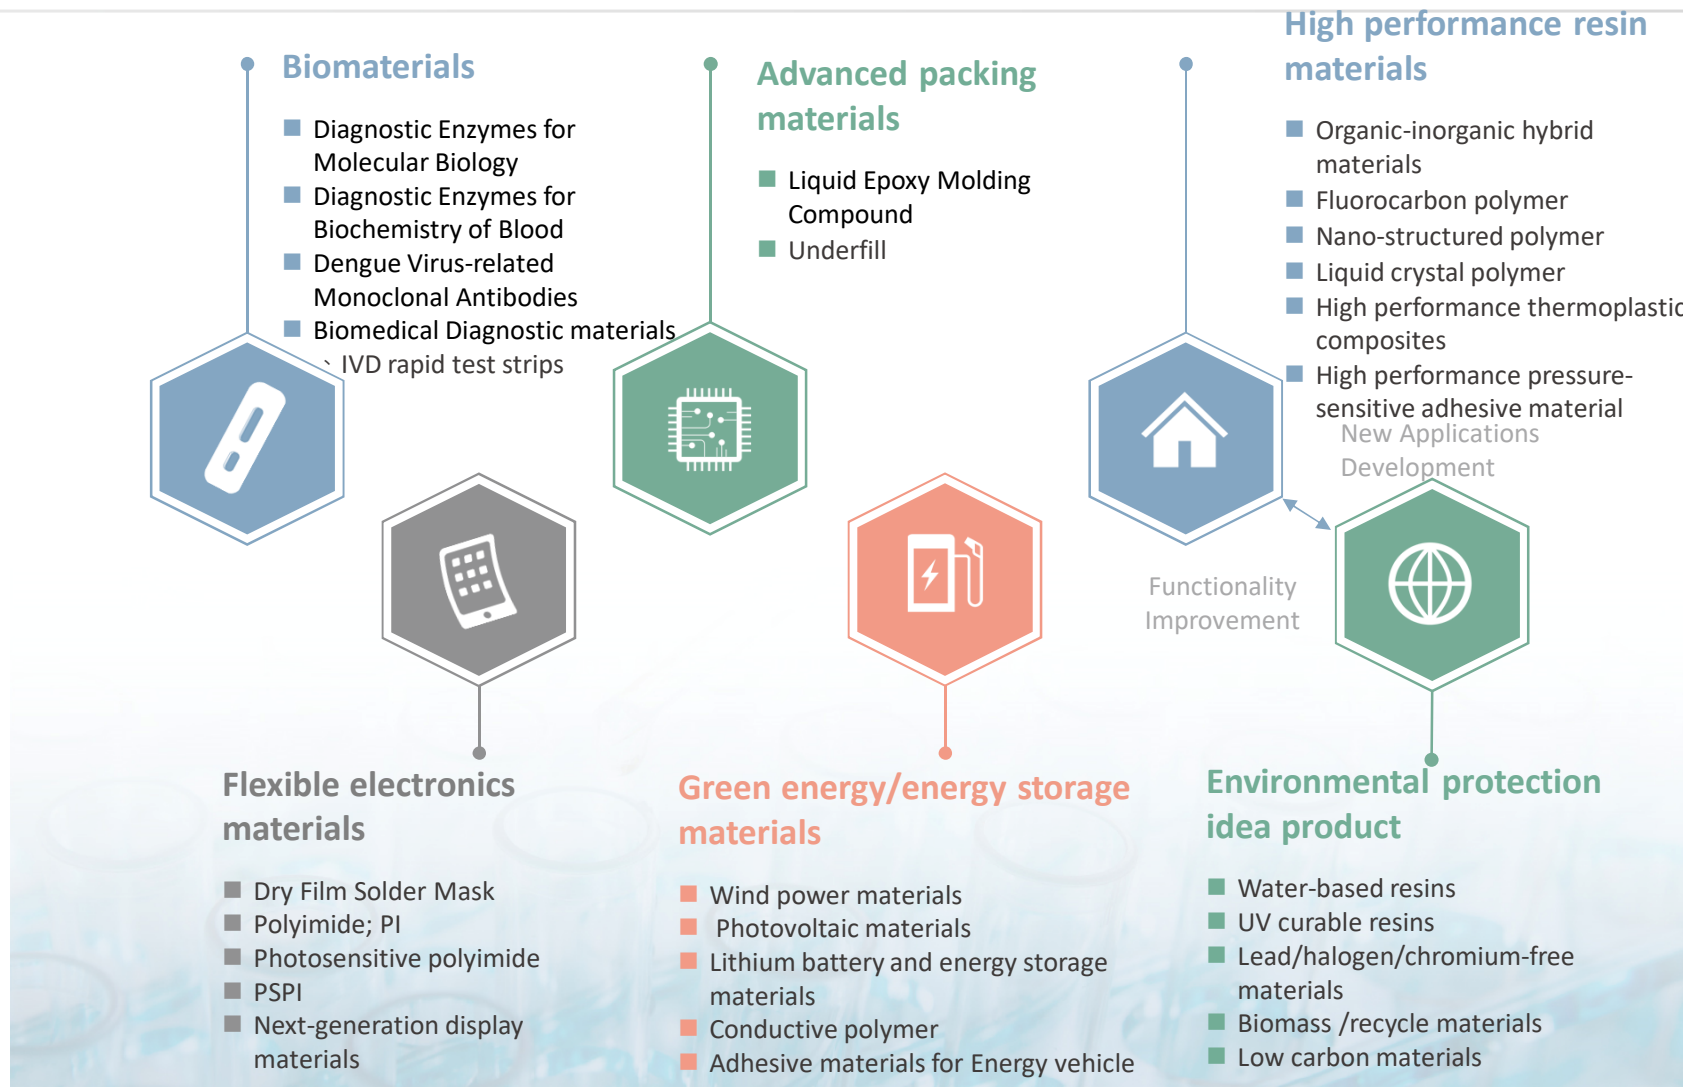 Biomaterials
Diagnostic Enzymes for
Molecular Biology
Diagnostic Enzymes for
Biochemistry of Blood
Dengue Virus-related
Monoclonal Antibodies
Biomedical Diagnostic materials
、IVD rapid test strips
Advanced packing
materials
Liquid Epoxy Molding
Compound
Underfill
High performance resin
materials
Organic-inorganic hybrid
materials
Fluorocarbon polymer
Nano-structured polymer
Liquid crystal polymer
High performance thermoplastic
composites
High performance pressure-
sensitive adhesive material
New Applications
Development
Functionality
Improvement
Flexible electronics
materials
Dry Film Solder Mask
Polyimide; PI
Photosensitive polyimide
PSPI
Next-generation display
materials
Green energy/energy storage
materials
Wind power materials
Photovoltaic materials
Lithium battery and energy storage
materials
Conductive polymer
Adhesive materials for Energy vehicle
Environmental protection
idea product
Water-based resins
UV curable resins
Lead/halogen/chromium-free
materials
Biomass /recycle materials
Low carbon materials